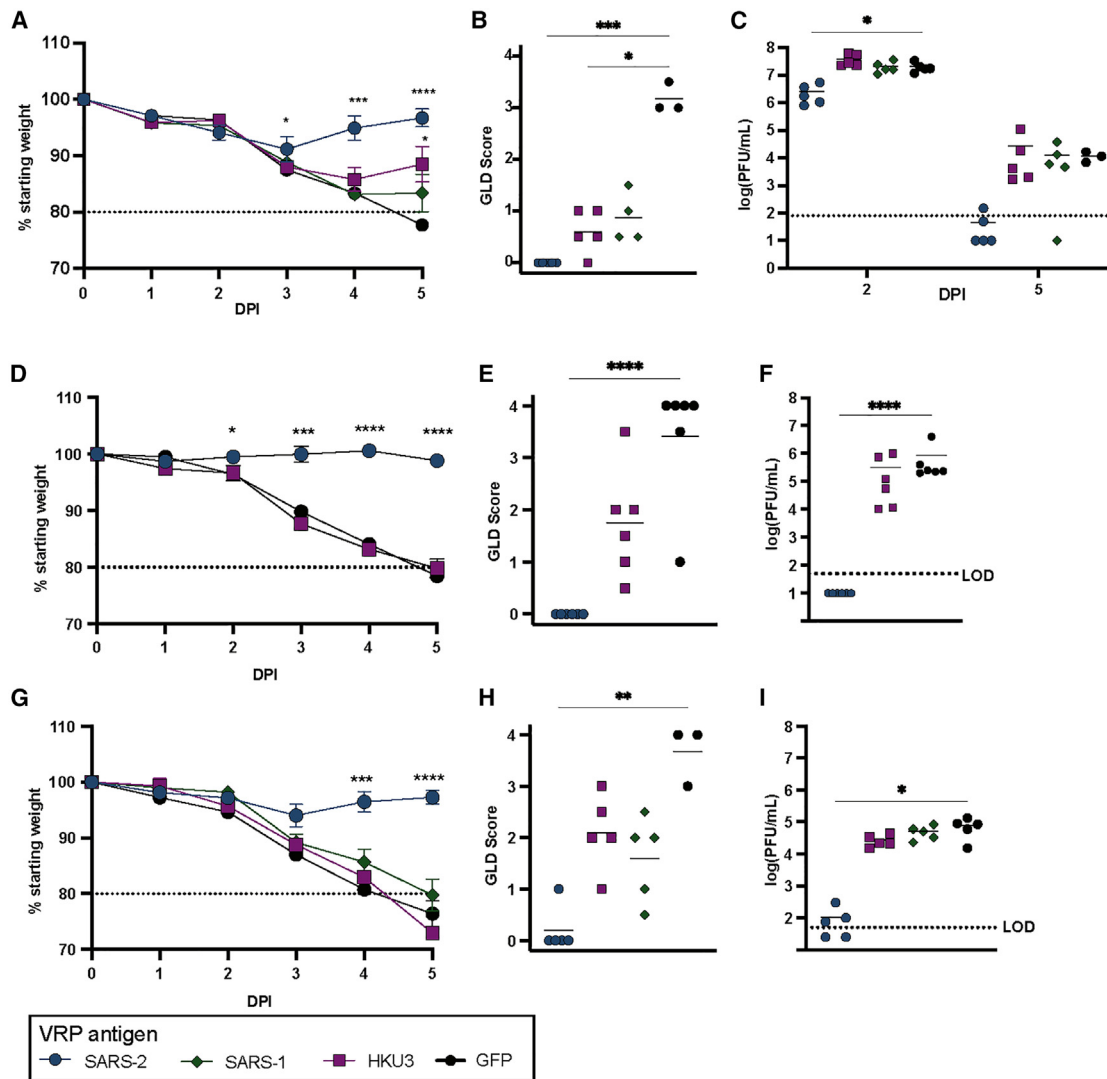 A
110
100
90
80
70
% starting weight
* *** ****
*
0 1 2 3 4 5
DPI
B
***
*
4
3
2
1
0
GLD Score
C
*
8
7
6
5
4
3
2
1
0
log(PFU/mL)
2 DPI 5
D
110
100
90
80
70
% starting weight
* *** **** ****
0 1 2 3 4 5
DPI
E
****
4
3
2
1
0
GLD Score
F
****
8
7
6
5
4
3
2
1
log(PFU/mL)
LOD
G
110
100
90
80
70
% starting weight
*** ****
0 1 2 3 4 5
DPI
H
**
4
3
2
1
0
GLD Score
I
*
8
7
6
5
4
3
2
1
log(PFU/mL)
LOD
VRP antigen
SARS-2 SARS-1 HKU3 GFP